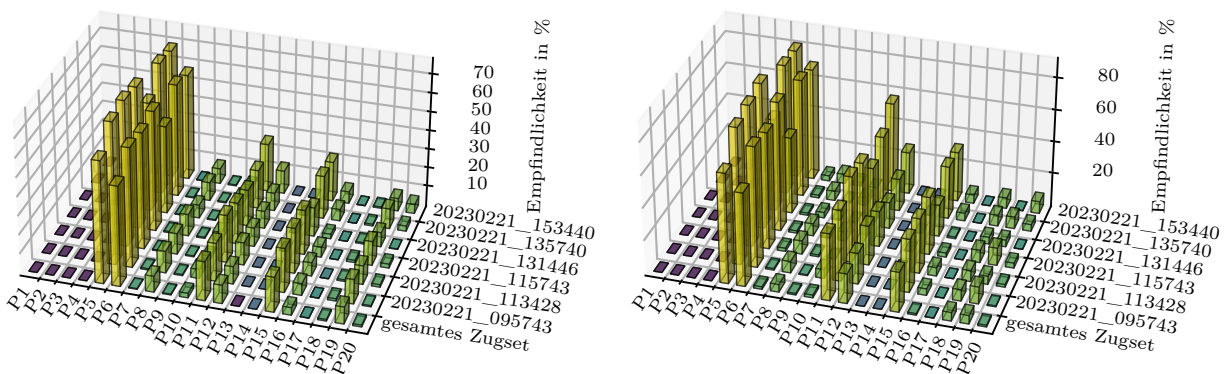 70
60
50
40
30
20
10
Empfindlichkeit in %
20230221_153440
20230221_135740
20230221_131446
20230221_115743
20230221_113428
20230221_095743
gesamtes Zugset
P1
P2
P3
P4
P5
P6
P7
P8
P9
P10
P11
P12
P13
P14
P15
P16
P17
P18
P19
P20
80
60
40
20
Empfindlichkeit in %
20230221_153440
20230221_135740
20230221_131446
20230221_115743
20230221_113428
20230221_095743
gesamtes Zugset
P1
P2
P3
P4
P5
P6
P7
P8
P9
P10
P11
P12
P13
P14
P15
P16
P17
P18
P19
P20